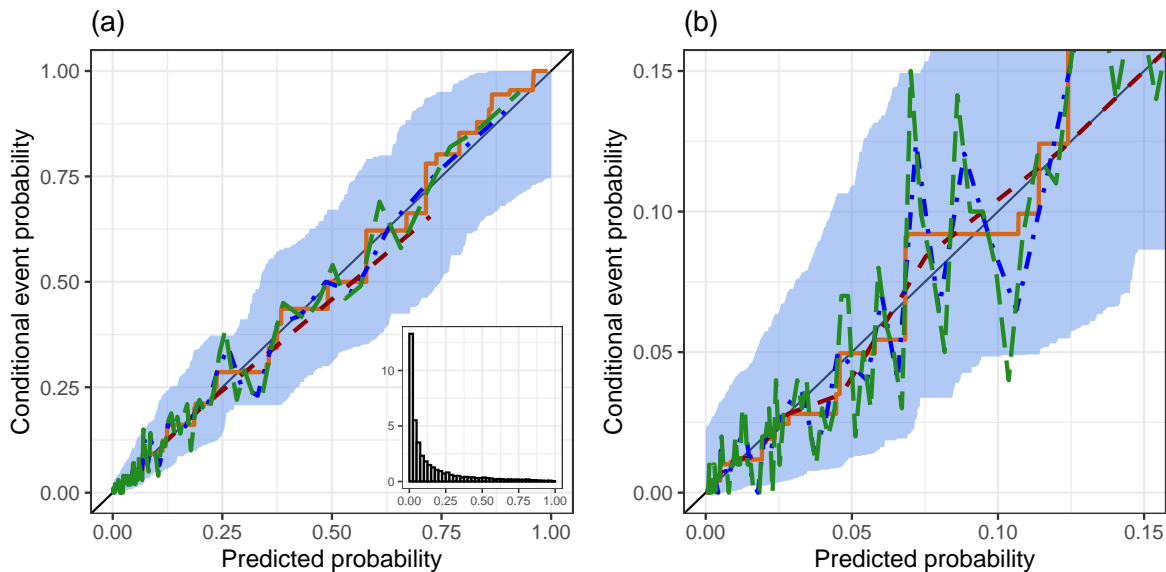 (a)
Conditional event probability
1.00
0.75
0.50
0.25
0.00
10
5
0
0.00 0.25 0.50 0.75 1.00
0.00 0.25 0.50 0.75 1.00
Predicted probability
(b)
Conditional event probability
0.15
0.10
0.05
0.00
0.00 0.05 0.10 0.15
Predicted probability